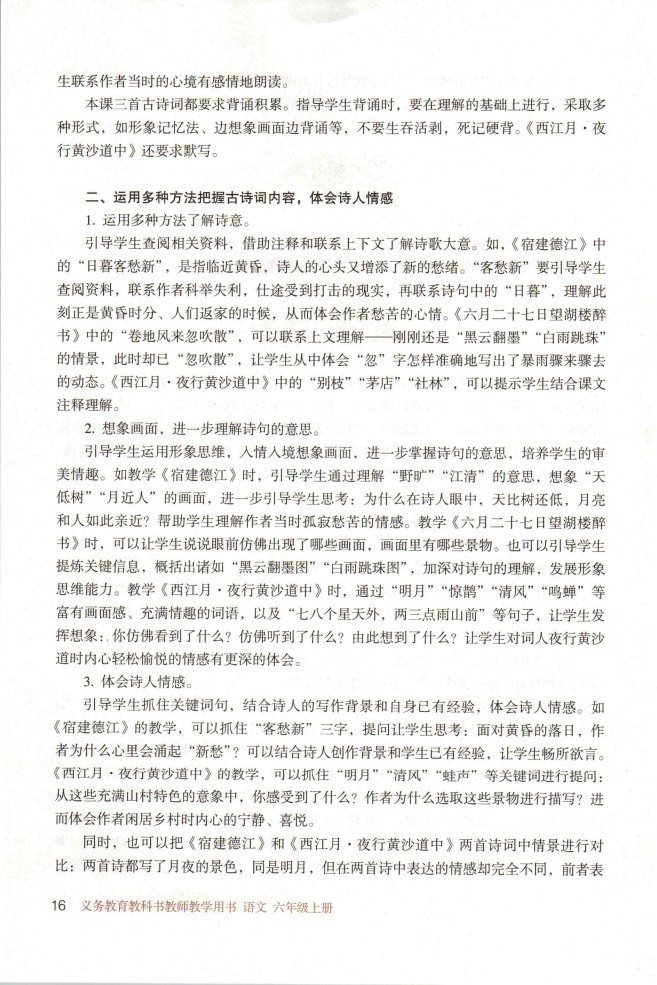 生联系作者当时的心境有感情地朗读。
本课三首古诗词都要求背诵积累。指导学生背诵时，要在理解的基础上进行，采取多
种形式，如形象记忆法、边想象画面边背诵等，不要生吞活剥，死记硬背。《西江月·夜
行黄沙道中》还要求默写。
二、运用多种方法把握古诗词内容，体会诗人情感
1. 运用多种方法了解诗意。
引导学生查阅相关资料，借助注释和联系上下文了解诗歌大意。如，《宿建德江》中
的“日暮客愁新”，是指临近黄昏，诗人的心头又增添了新的愁绪。“客愁新”要引导学生
查阅资料，联系作者科举失利，仕途受到打击的现实，再联系诗句中的“日暮”，理解此
刻正是黄昏时分、人们返家的时候，从而体会作者愁苦的心情。《六月二十七日望湖楼醉
书》中的“卷地风来忽吹散”，可以联系上文理解——刚刚还是“黑云翻墨”“白雨跳珠”
的情景，此时却已“忽吹散”，让学生从中体会“忽”字怎样准确地写出了暴雨骤来骤去
的动态。《西江月·夜行黄沙道中》中的“别枝”“茅店”“社林”，可以提示学生结合课文
注释理解。
2. 想象画面，进一步理解诗句的意思。
引导学生运用形象思维，入情入境想象画面，进一步掌握诗句的意思，培养学生的审
美情趣。如教学《宿建德江》时，引导学生通过理解“野旷”“江清”的意思，想象“天
低树”“月近人”的画面，进一步引导学生思考：为什么在诗人眼中，天比树还低，月亮
和人如此亲近？帮助学生理解作者当时孤寂愁苦的情感。教学《六月二十七日望湖楼醉
书》时，可以让学生说说眼前仿佛出现了哪些画面，画面里有哪些景物。也可以引导学生
提炼关键信息，概括出诸如“黑云翻墨图”“白雨跳珠图”，加深对诗句的理解，发展形象
思维能力。教学《西江月·夜行黄沙道中》时，通过“明月”“惊鹊”“清风”“鸣蝉”等
富有画面感、充满情趣的词语，以及“七八个星天外，两三点雨山前”等句子，让学生发
挥想象：你仿佛看到了什么？仿佛听到了什么？由此想到了什么？让学生对词人夜行黄沙
道时内心轻松愉悦的情感有更深的体会。
3. 体会诗人情感。
引导学生抓住关键词句，结合诗人的写作背景和自身已有经验，体会诗人情感。如
《宿建德江》的教学，可以抓住“客愁新”三字，提问让学生思考：面对黄昏的落日，作
者为什么心里会涌起“新愁”？可以结合诗人创作背景和学生已有经验，让学生畅所欲言。
《西江月·夜行黄沙道中》的教学，可以抓住“明月”“清风”“蛙声”等关键词进行提问：
从这些充满山村特色的意象中，你感受到了什么？作者为什么选取这些景物进行描写？进
而体会作者闲居乡村时内心的宁静、喜悦。
同时，也可以把《宿建德江》和《西江月·夜行黄沙道中》两首诗词中情景进行对
比：两首诗都写了月夜的景色，同是明月，但在两首诗中表达的情感却完全不同，前者表
16 义务教育教科书教师教学用书 语文 六年级上册